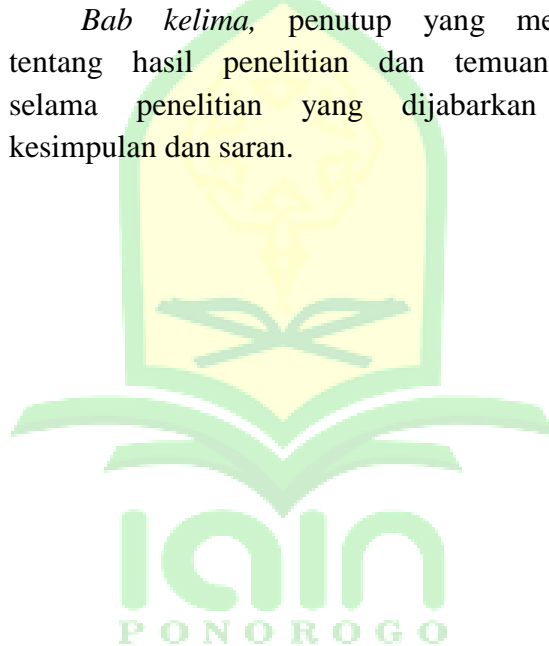 Bab kelima, penutup yang me
tentang hasil penelitian dan temuan
selama penelitian yang dijabarkan
kesimpulan dan saran.
iain
PONOROGO